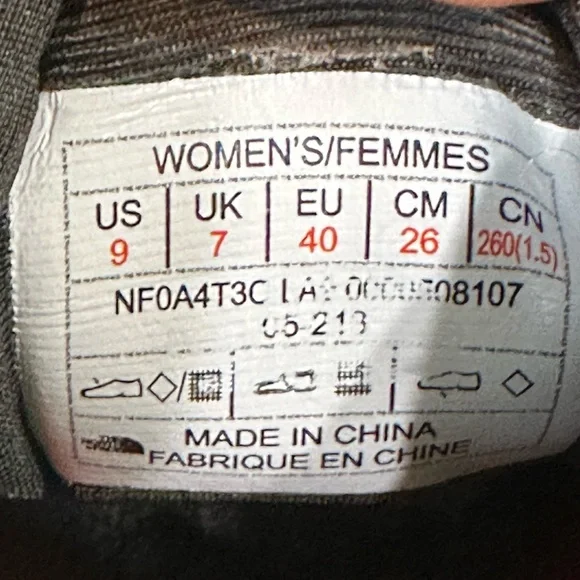 WOMEN'S/FEMMES
US UK EU CM CN
9 7 40 26 260(1.5)
NF0A4T3C 08107
MADE IN CHINA
FABRIQUE EN CHINE